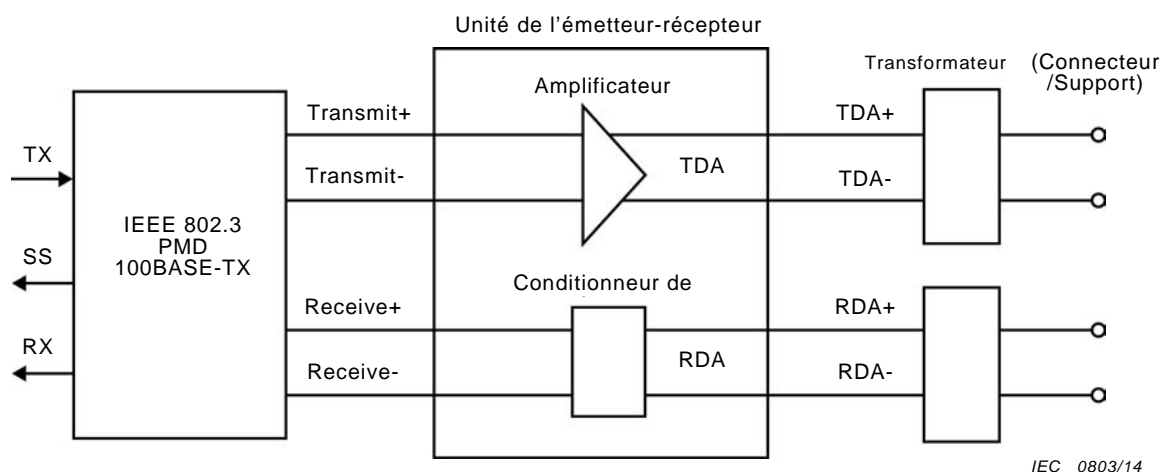 Unité de l'émetteur-récepteur
Transformateur
(Connecteur
/Support)
Amplificateur
Transmit+
TDA+
TX
TDA
Transmit-
TDA-
IEEE 802.3
PMD
100BASE-TX
SS
Conditionneur de
Receive+
RDA+
RX
RDA
Receive-
RDA-
IEC 0803/14